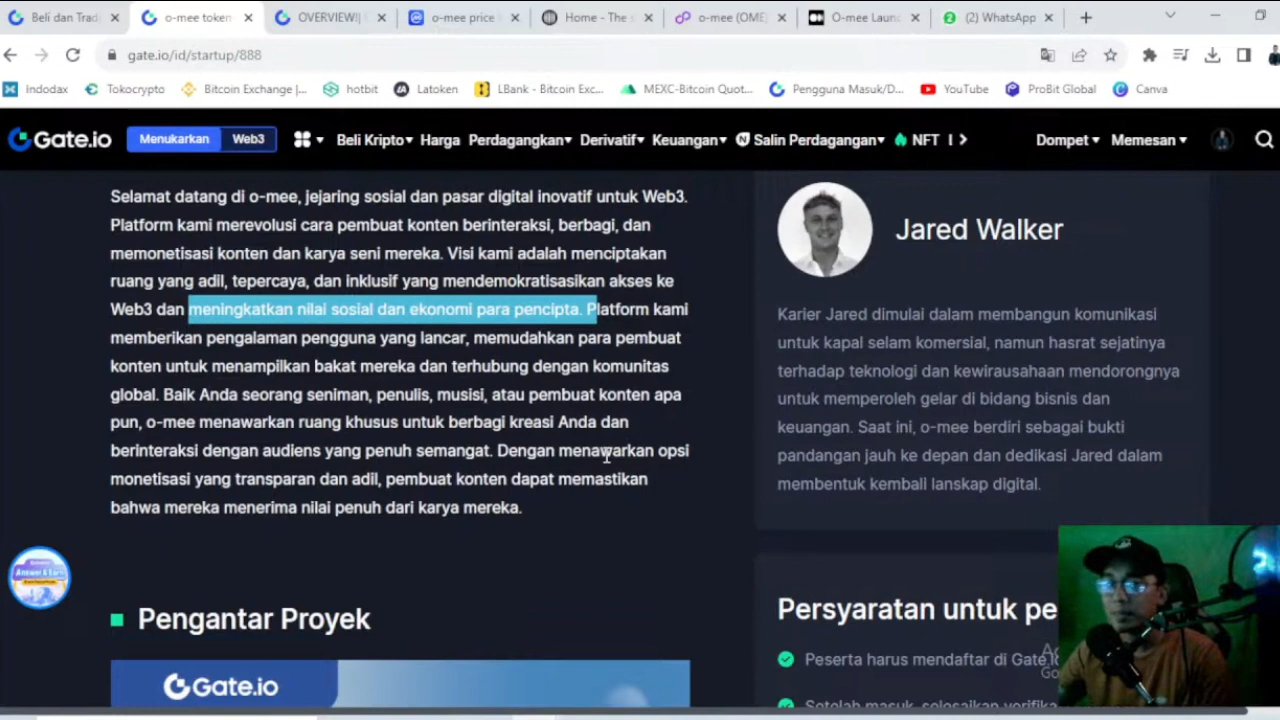 Beli dan Trad
o-mee token
OVERVIEW||
o-mee price
Home - The s
o-mee (OME)
O-mee Laun
(2) WhatsApp
gate.io/id/startup/888
Indodax
Tokocrypto
Bitcoin Exchange |...
hotbit
Latoken
LBank - Bitcoin Exc...
MEXC-Bitcoin Quot...
Pengguna Masuk/D...
YouTube
ProBit Global
Canva
Gate.io
Menukarkan
Web3
Beli Kripto
Harga
Perdagangkan
Derivatif
Keuangan
Salin Perdagangan
NFT
Dompet
Memesan
Selamat datang di o-mee, jejaring sosial dan pasar digital inovatif untuk Web3.
Platform kami merevolusi cara pembuat konten berinteraksi, berbagi, dan
memonetisasi konten dan karya seni mereka. Visi kami adalah menciptakan
ruang yang adil, tepercaya, dan inklusif yang mendemokratisasikan akses ke
Web3 dan meningkatkan nilai sosial dan ekonomi para pencipta. Platform kami
memberikan pengalaman pengguna yang lancar, memudahkan para pembuat
konten untuk menampilkan bakat mereka dan terhubung dengan komunitas
global. Baik Anda seorang seniman, penulis, musisi, atau pembuat konten apa
pun, o-mee menawarkan ruang khusus untuk berbagi kreasi Anda dan
berinteraksi dengan audiens yang penuh semangat. Dengan menawarkan opsi
monetisasi yang transparan dan adil, pembuat konten dapat memastikan
bahwa mereka menerima nilai penuh dari karya mereka.
Answer & Earn
Pengantar Proyek
Gate.io
Jared Walker
Karier Jared dimulai dalam membangun komunikasi
untuk kapal selam komersial, namun hasrat sejatinya
terhadap teknologi dan kewirausahaan mendorongnya
untuk memperoleh gelar di bidang bisnis dan
keuangan. Saat ini, o-mee berdiri sebagai bukti
pandangan jauh ke depan dan dedikasi Jared dalam
membentuk kembali lanskap digital.
Persyaratan untuk pe
Peserta harus mendaftar di Gate.io
Setelah masuk, selesaikan verifika